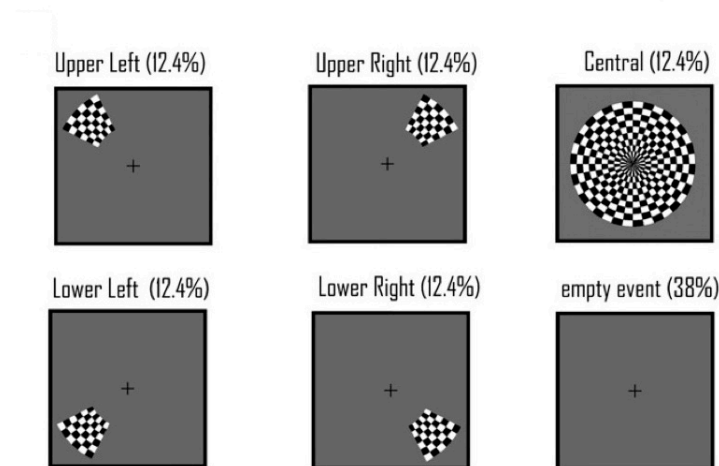 Upper Left (12.4%)
Upper Right (12.4%)
Central (12.4%)
Lower Left (12.4%)
Lower Right (12.4%)
empty event (38%)